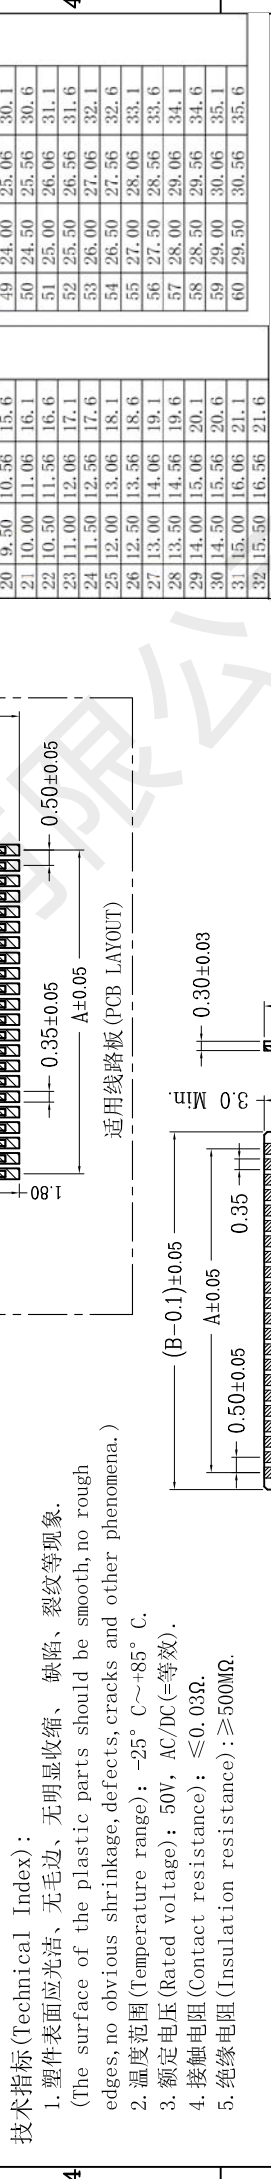 4
49 24.00 25.06 30.1
50 24.50 25.56 30.6
51 25.00 26.06 31.1
52 25.50 26.56 31.6
53 26.00 27.06 32.1
54 26.50 27.56 32.6
55 27.00 28.06 33.1
56 27.50 28.56 33.6
57 28.00 29.06 34.1
58 28.50 29.56 34.6
59 29.00 30.06 35.1
60 29.50 30.56 35.6
20 9.50 10.56 15.6
21 10.00 11.06 16.1
22 10.50 11.56 16.6
23 11.00 12.06 17.1
24 11.50 12.56 17.6
25 12.00 13.06 18.1
26 12.50 13.56 18.6
27 13.00 14.06 19.1
28 13.50 14.56 19.6
29 14.00 15.06 20.1
30 14.50 15.56 20.6
31 15.00 16.06 21.1
32 15.50 16.56 21.6
限公
0.50±0.05
0.35±0.05
A±0.05
1.80
适用线路板(PCB LAYOUT)
0.30±0.03
3.0 Min.
(B-0.1)±0.05
A±0.05
0.35
0.50±0.05
技术指标(Technical Index):
1. 塑件表面应光洁、无毛边、无明显收缩、 缺陷、裂纹等现象.
(The surface of the plastic parts should be smooth,no rough
edges,no obvious shrinkage,defects,cracks and other phenomena.)
2. 温度范围(Temperature range): -25° C～+85° C.
3. 额定电压(Rated voltage): 50V, AC/DC(=等效).
4. 接触电阻(Contact resistance): ≤0.03Ω.
5. 绝缘电阻(Insulation resistance):≥500MΩ.
4